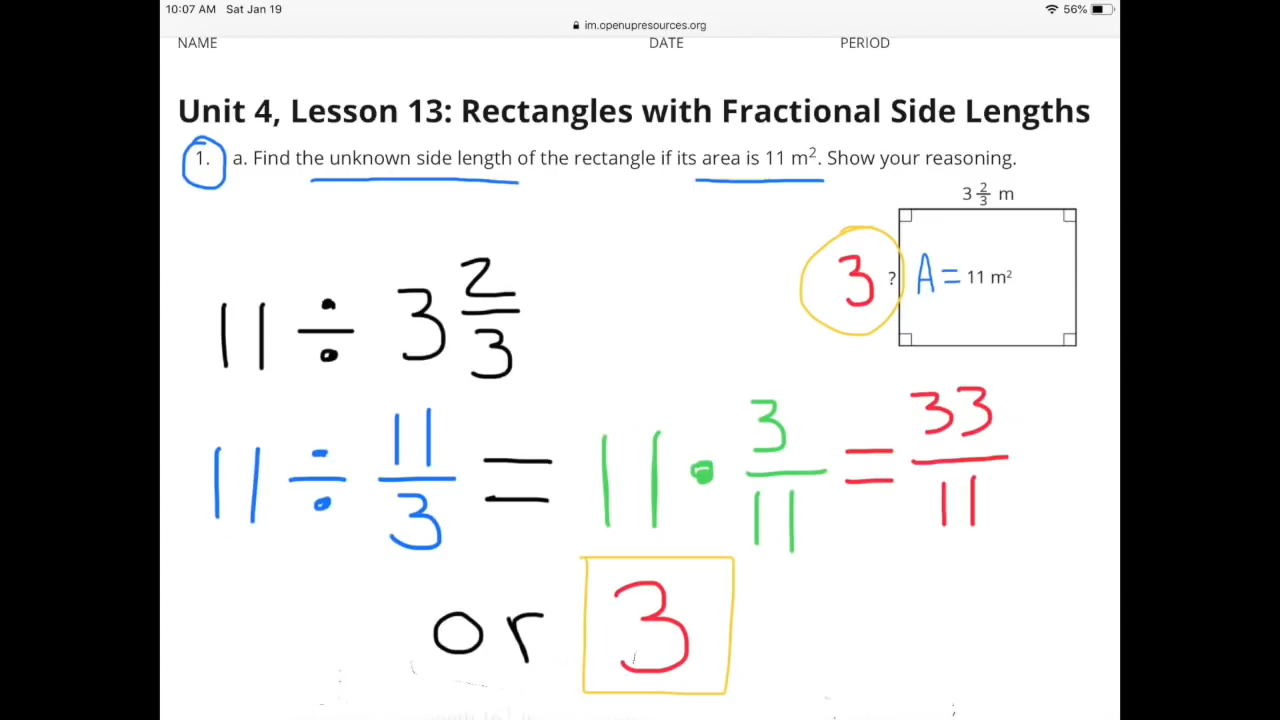 10:07 AM Sat Jan 19 56%
im.openupresources.org
NAME DATE PERIOD
Unit 4, Lesson 13: Rectangles with Fractional Side Lengths
1. a. Find the unknown side length of the rectangle if its area is 11 m². Show your reasoning.
3 2/3 m
3 ? A = 11 m²
11 ÷ 3 2/3
11 ÷ 11/3 = 11 · 3/11 = 33/11
or 3